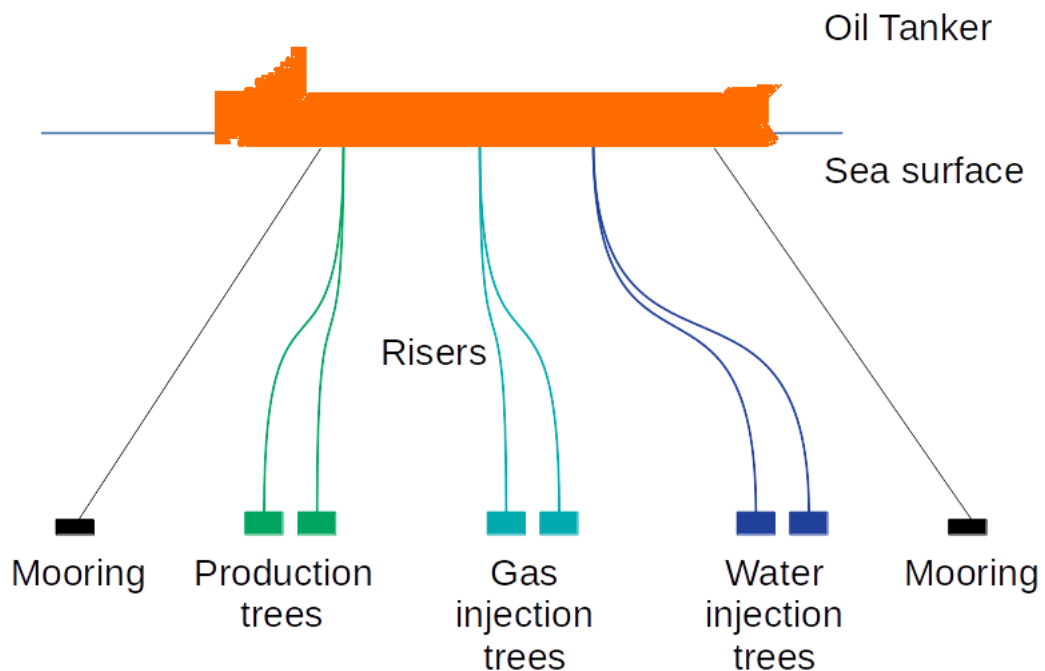 Oil Tanker
Sea surface
Risers
Mooring
Production
trees
Gas
injection
trees
Water
injection
trees
Mooring